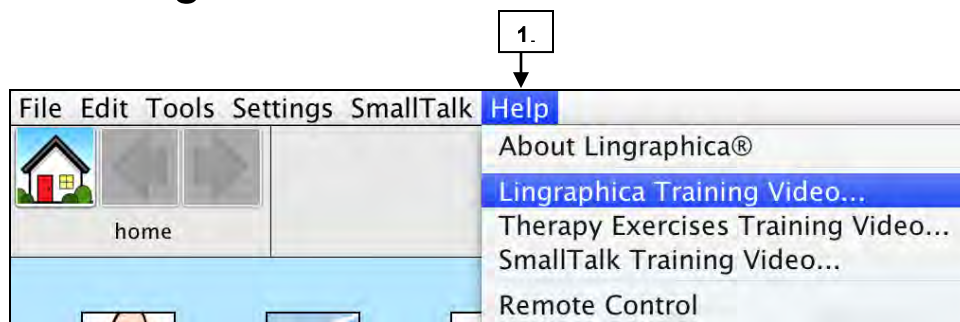 1.
File Edit Tools Settings SmallTalk Help
About Lingraphica®
Lingraphica Training Video...
home
Therapy Exercises Training Video...
SmallTalk Training Video...
Remote Control